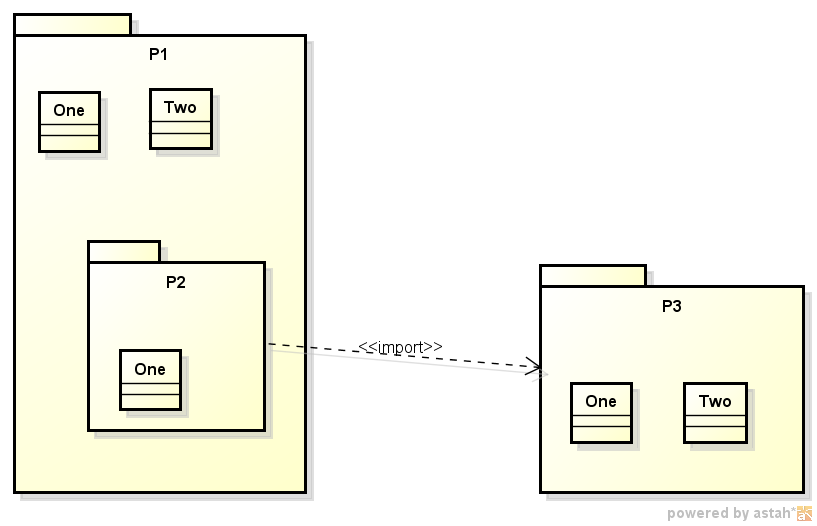 P1
One
Two
P2
One
<<import>>
P3
One
Two
powered by astah*